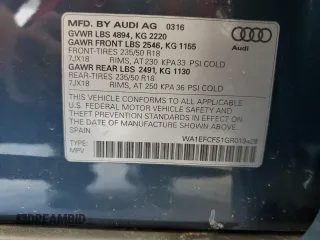 MFD. BY AUDI AG 0316
GVWR LBS 4894, KG 2220
GAWR FRONT LBS 2546, KG 1155
FRONT-TIRES 235/50 R18
7JX18 RIMS, AT 230 KPA 33 PSI COLD
GAWR REAR LBS 2491, KG 1130
REAR-TIRES 235/50 R18
7JX18 RIMS, AT 250 KPA 36 PSI COLD
Audi
THIS VEHICLE CONFORMS TO ALL APPLICABLE
U.S. FEDERAL MOTOR VEHICLE SAFETY AND
THEFT PREVENTION STANDARDS IN
EFFECT ON THE DATE OF MANUFACTURE
SHOWN ABOVE.
TYPE:
MPV
DREAMBID